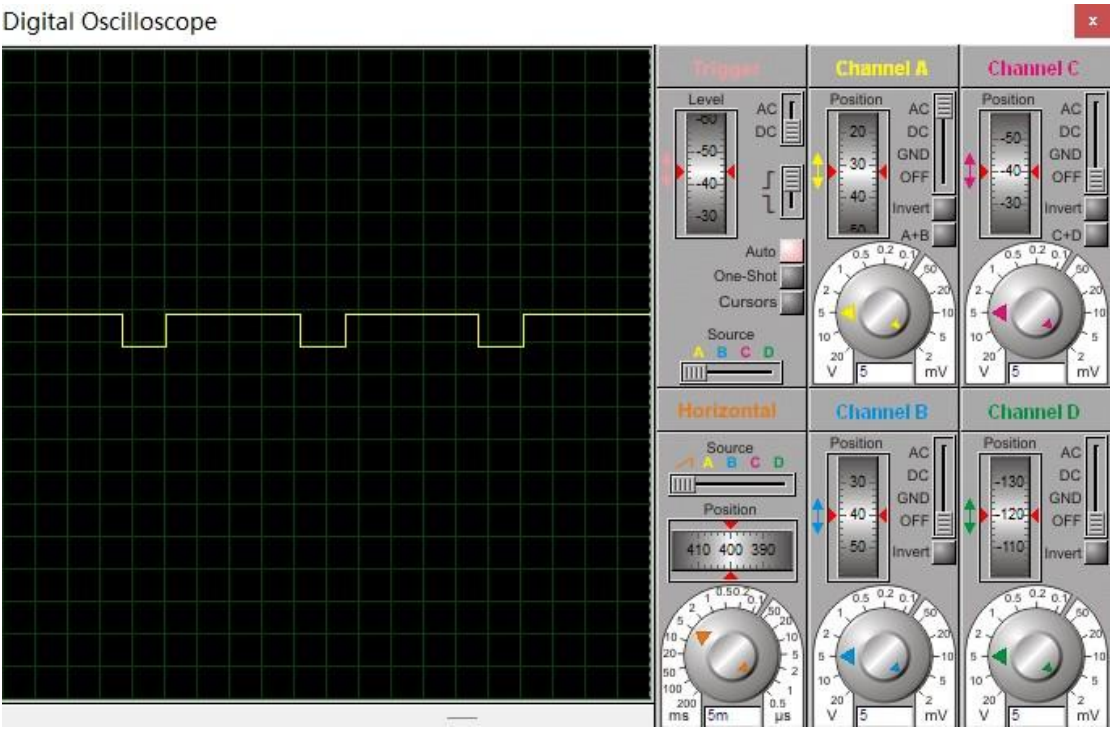 Digital Oscilloscope
x
Trigger
Level
-60
-50
-40
-30
AC
DC
Auto
One-Shot
Cursors
Source
A B C D
Channel A
Position
20
30
40
50
AC
DC
GND
OFF
Invert
A+B
20 10 5 2 1 0.5 0.2 0.1 50 20 10 5 2
V 5 mV
Channel C
Position
-50
-40
-30
AC
DC
GND
OFF
Invert
C+D
20 10 5 2 1 0.5 0.2 0.1 50 20 10 5 2
V 5 mV
Horizontal
Source
A B C D
Position
410 400 390
200 100 50 20 10 5 2 1 0.5 0.2 0.1 50 20 10 5 2 1 0.5
ms 5m µs
Channel B
Position
30
40
50
AC
DC
GND
OFF
Invert
20 10 5 2 1 0.5 0.2 0.1 50 20 10 5 2
V 5 mV
Channel D
Position
-130
-120
-110
AC
DC
GND
OFF
Invert
20 10 5 2 1 0.5 0.2 0.1 50 20 10 5 2
V 5 mV